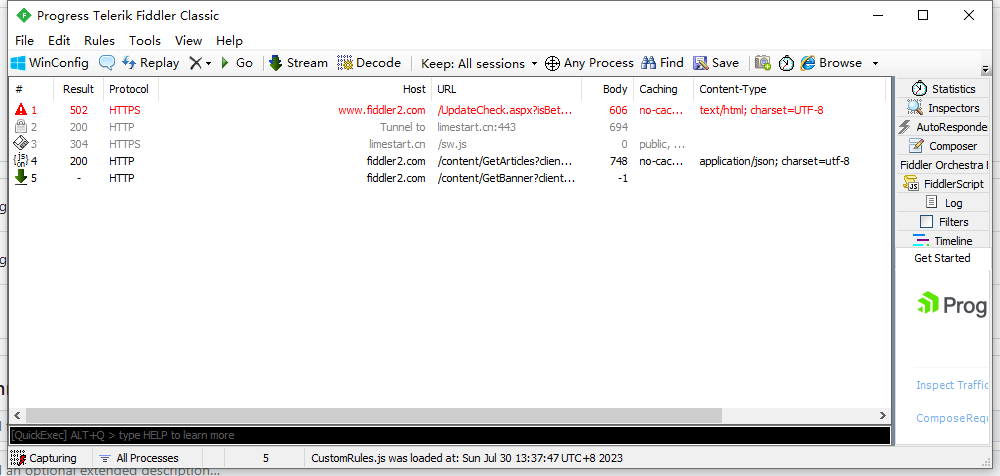 Progress Telerik Fiddler Classic
File Edit Rules Tools View Help
WinConfig Replay Go Stream Decode Keep: All sessions Any Process Find Save Browse
# Result Protocol Host URL Body Caching Content-Type
1 502 HTTPS www.fiddler2.com /UpdateCheck.aspx?isBet... 606 no-cac... text/html; charset=UTF-8
2 200 HTTP Tunnel to limestart.cn:443 694
3 304 HTTPS limestart.cn /sw.js 0 public, ...
4 200 HTTP fiddler2.com /content/GetArticles?clien... 748 no-cac... application/json; charset=utf-8
5 - HTTP fiddler2.com /content/GetBanner?client... -1
Statistics
Inspectors
AutoResponde
Composer
Fiddler Orchestra
FiddlerScript
Log
Filters
Timeline
Get Started
Prog
Inspect Traffic
ComposeReq
[QuickExec] ALT+Q > type HELP to learn more
Capturing All Processes 5 CustomRules.js was loaded at: Sun Jul 30 13:37:47 UTC+8 2023
an optional extended description...